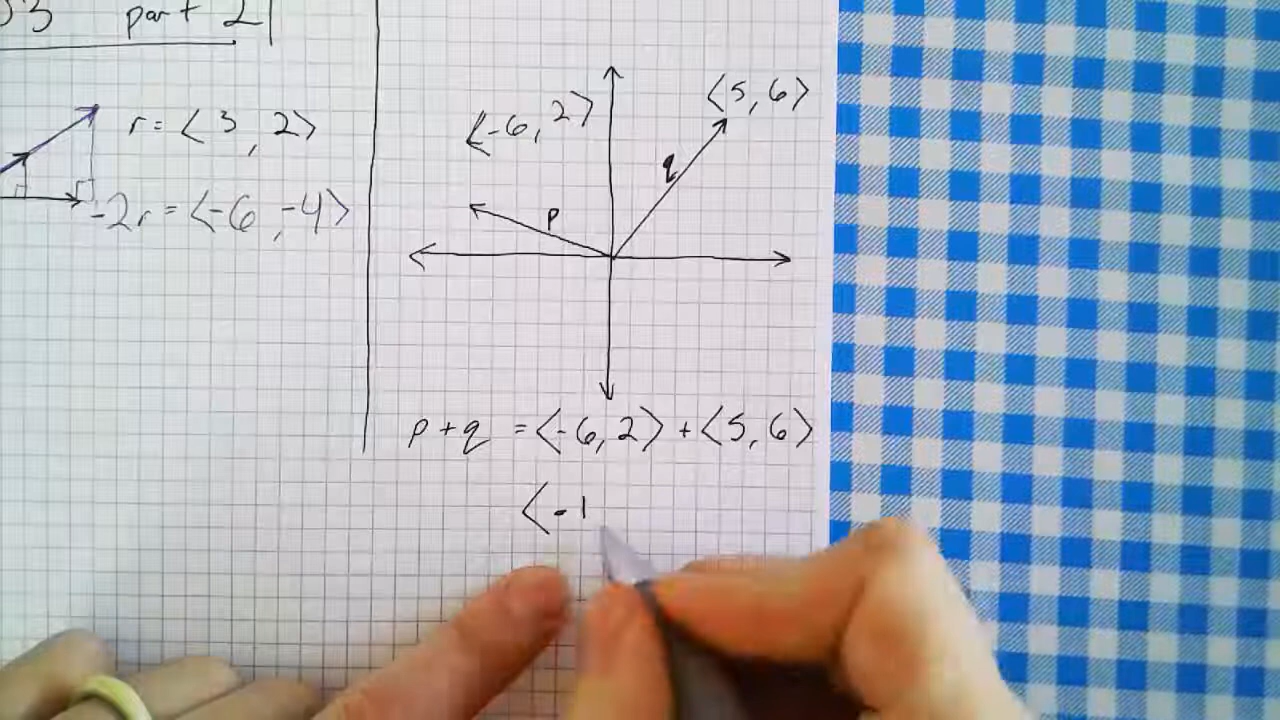 part 2
r = ⟨3, 2⟩
-2r = ⟨-6, -4⟩
⟨-6, 2⟩
⟨5, 6⟩
p
q
p + q = ⟨-6, 2⟩ + ⟨5, 6⟩
⟨-1